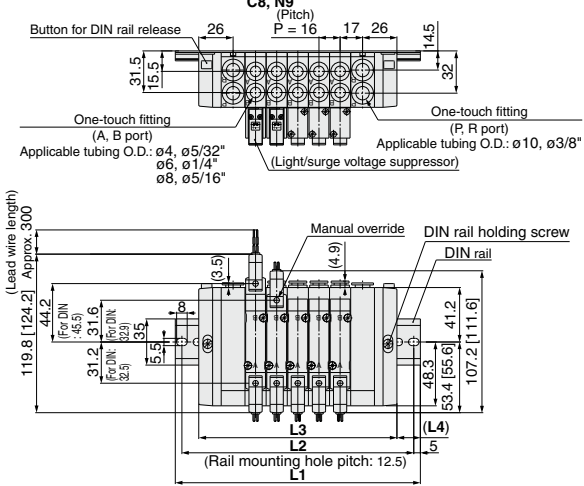 C8, N9
(Pitch)
P = 16
26
17
26
14.5
Button for DIN rail release
31.5
15.5
32
One-touch fitting
(A, B port)
Applicable tubing O.D.: ø4, ø5/32"
ø6, ø1/4"
ø8, ø5/16"
One-touch fitting
(P, R port)
Applicable tubing O.D.: ø10, ø3/8"
(Light/surge voltage suppressor)
(Lead wire length)
Approx. 300
Manual override
DIN rail holding screw
DIN rail
(3.5)
(4.9)
119.8 [124.2]
44.2
(For DIN
: 45.5)
31.6
(For DIN:
32.9)
31.2
(For DIN:
32.5)
35
5.5
8
41.2
48.3
53.4 [55.6]
107.2 [111.6]
L3
(L4)
L2
5
(Rail mounting hole pitch: 12.5)
L1